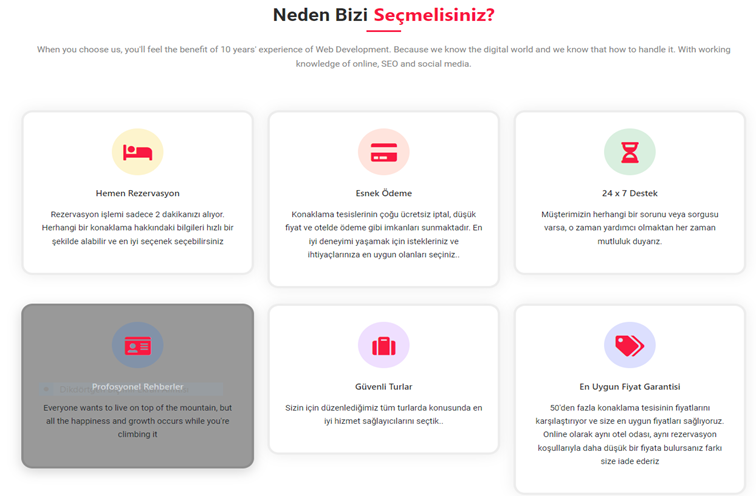 Neden Bizi Seçmelisiniz?
When you choose us, you'll feel the benefit of 10 years' experience of Web Development. Because we know the digital world and we know that how to handle it. With working
knowledge of online, SEO and social media.
Hemen Rezervasyon
Rezervasyon işlemi sadece 2 dakikanızı alıyor.
Herhangi bir konaklama hakkındaki bilgileri hızlı bir
şekilde alabilir ve en iyi seçenek seçebilirsiniz
Esnek Ödeme
Konaklama tesislerinin çoğu ücretsiz iptal, düşük
fiyat ve otelde ödeme gibi imkanları sunmaktadır. En
iyi deneyimi yaşamak için istekleriniz ve
ihtiyaçlarınıza en uygun olanları seçiniz..
24 x 7 Destek
Müşterimizin herhangi bir sorunu veya sorgusu
varsa, o zaman yardımcı olmaktan her zaman
mutluluk duyarız.
Profosyonel Rehberler
Everyone wants to live on top of the mountain, but
all the happiness and growth occurs while you're
climbing it
Güvenli Turlar
Sizin için düzenlediğimiz tüm turlarda konusunda en
iyi hizmet sağlayıcılarını seçtik..
En Uygun Fiyat Garantisi
50'den fazla konaklama tesisinin fiyatlarını
karşılaştırıyor ve size en uygun fiyatları sağlıyoruz.
Online olarak aynı otel odası, aynı rezervasyon
koşullarıyla daha düşük bir fiyata bulursanız farkı
size iade ederiz